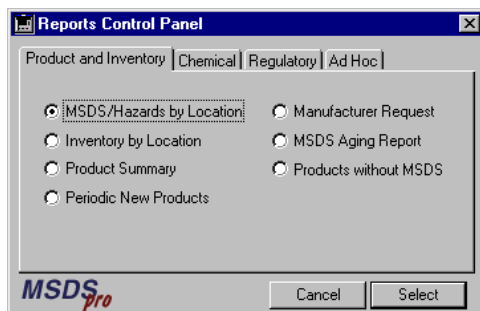 Reports Control Panel
Product and Inventory Chemical Regulatory Ad Hoc
MSDS/Hazards by Location Manufacturer Request
Inventory by Location MSDS Aging Report
Product Summary Products without MSDS
Periodic New Products
MSDS pro Cancel Select